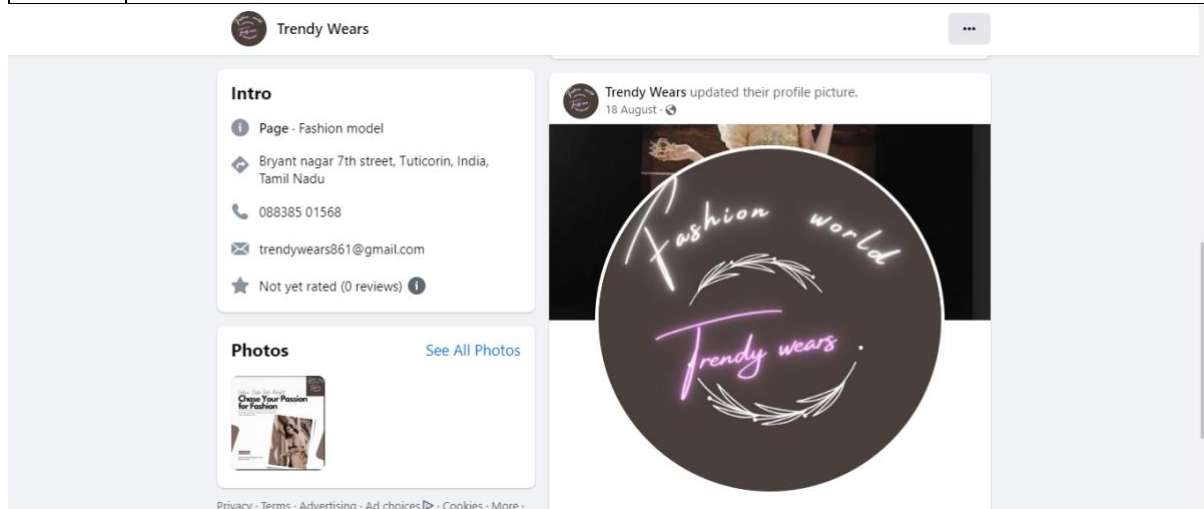 Trendy Wears
Intro
Page · Fashion model
Bryant nagar 7th street, Tuticorin, India,
Tamil Nadu
088385 01568
trendywears861@gmail.com
Not yet rated (0 reviews)
Photos
See All Photos
Chase Your Passion
for Fashion
Privacy · Terms · Advertising · Ad choices · Cookies · More ·
Trendy Wears updated their profile picture.
18 August ·
Fashion world
Trendy wears